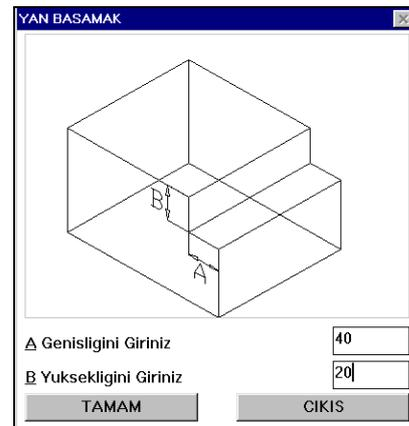 YAN BASAMAK
B
A
A Genisligini Giriniz 40
B Yuksekligini Giriniz 20
TAMAM CIKIS